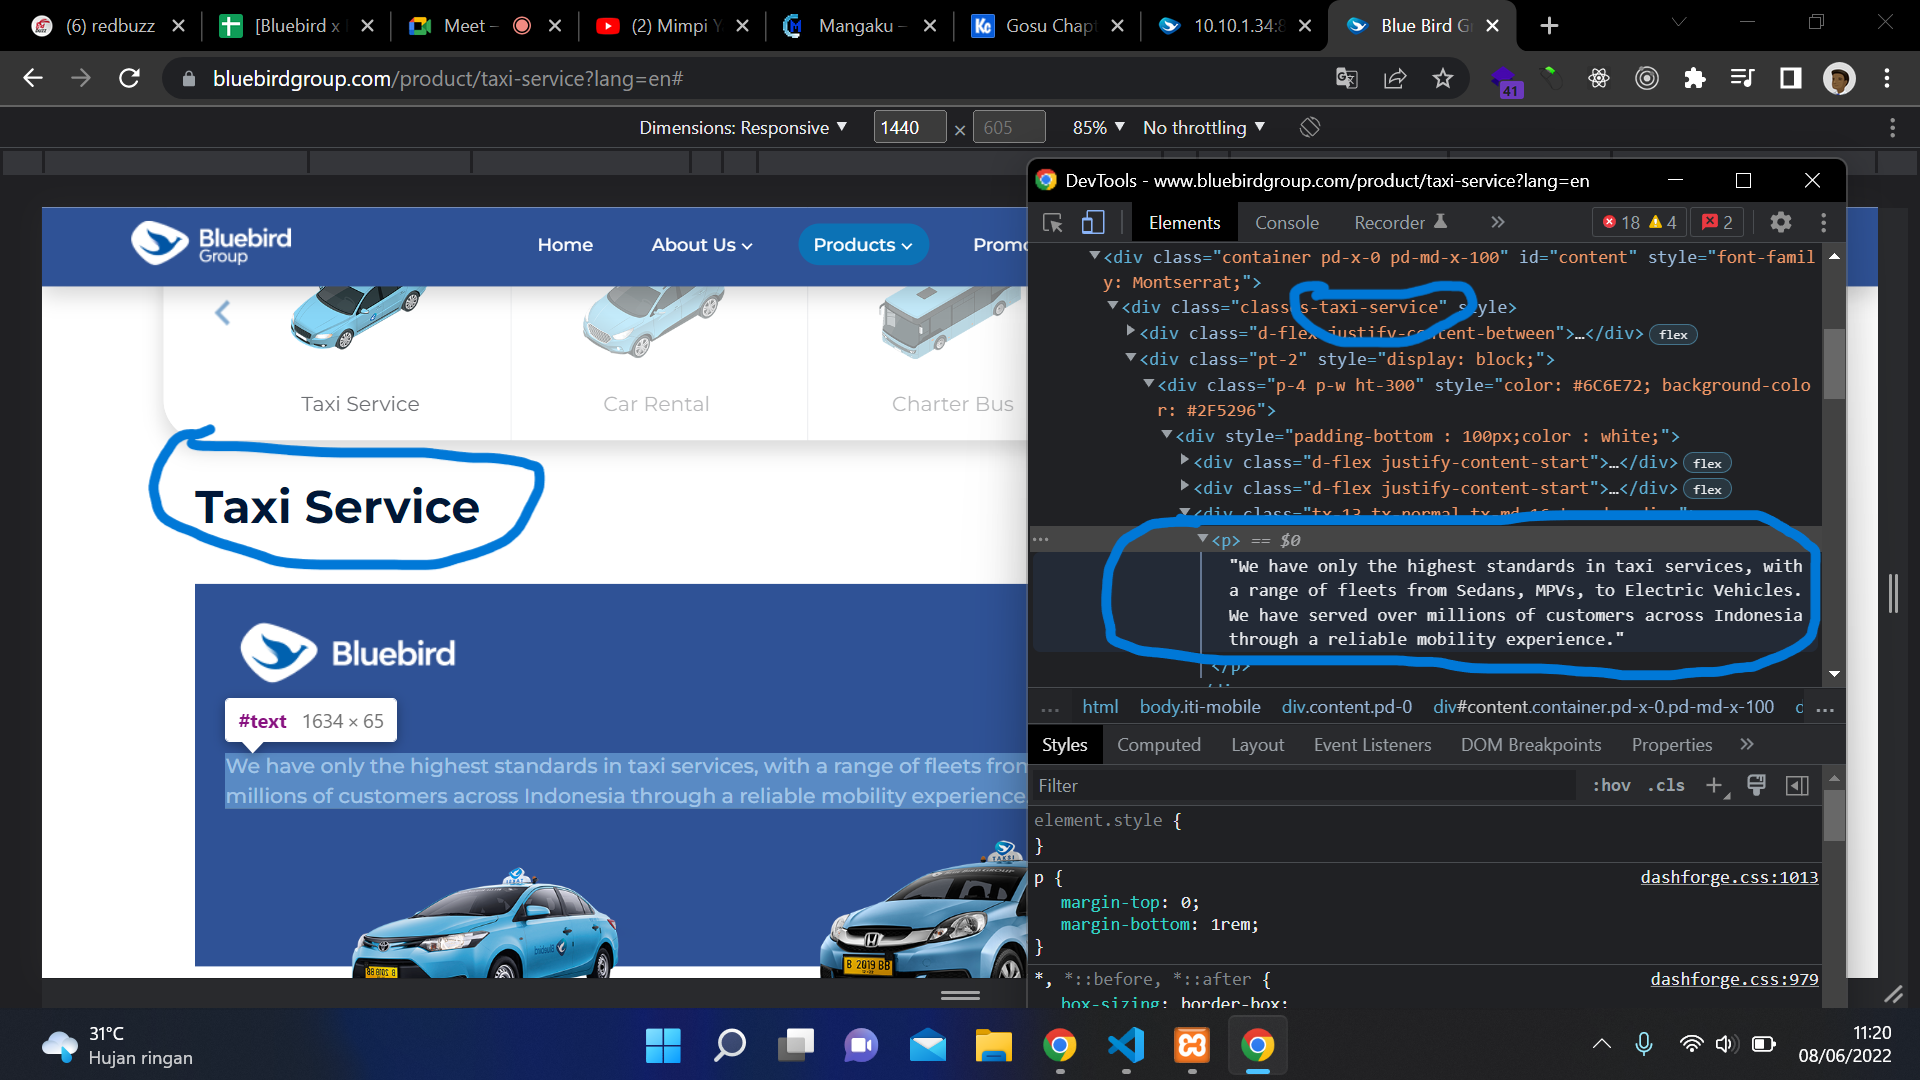 (6) redbuzz
[Bluebird x
Meet –
(2) Mimpi Y
Mangaku –
Gosu Chapt
10.10.1.34:8
Blue Bird G
bluebirdgroup.com/product/taxi-service?lang=en#
41
Dimensions: Responsive 1440 × 605 85% No throttling
DevTools - www.bluebirdgroup.com/product/taxi-service?lang=en
Elements Console Recorder » 18 4 2
Bluebird
Group
Home About Us Products Promo
Taxi Service
Car Rental
Charter Bus
Taxi Service
Bluebird
#text 1634 × 65
We have only the highest standards in taxi services, with a range of fleets from
millions of customers across Indonesia through a reliable mobility experience.
B 2019 BB
<div class="container pd-x-0 pd-md-x-100" id="content" style="font-famil
y: Montserrat;">
<div class="classes-taxi-service" style>
<div class="d-flex justify-content-between">…</div> flex
<div class="pt-2" style="display: block;">
<div class="p-4 p-w ht-300" style="color: #6C6E72; background-colo
r: #2F5296">
<div style="padding-bottom : 100px;color : white;">
<div class="d-flex justify-content-start">…</div> flex
<div class="d-flex justify-content-start">…</div> flex
… <p> == $0
"We have only the highest standards in taxi services, with
a range of fleets from Sedans, MPVs, to Electric Vehicles.
We have served over millions of customers across Indonesia
through a reliable mobility experience."
</p>
… html body.iti-mobile div.content.pd-0 div#content.container.pd-x-0.pd-md-x-100 d …
Styles Computed Layout Event Listeners DOM Breakpoints Properties »
Filter :hov .cls +
element.style {
}
p { dashforge.css:1013
margin-top: 0;
margin-bottom: 1rem;
}
*, *::before, *::after { dashforge.css:979
box-sizing: border-box;
31°C
Hujan ringan
11:20
08/06/2022